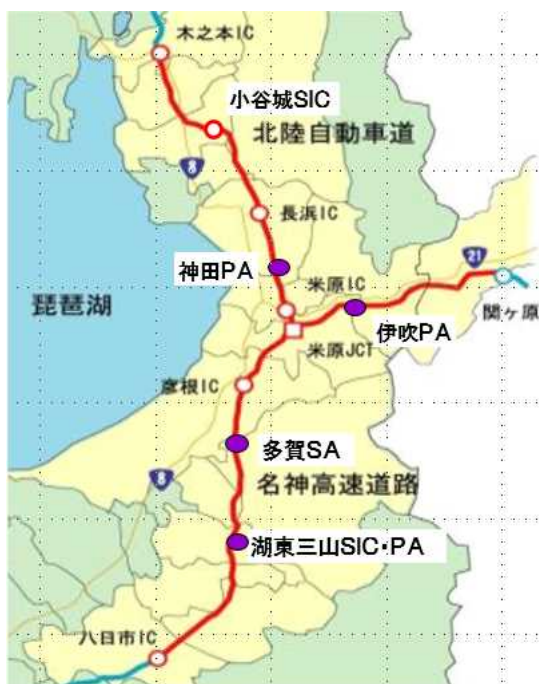 木之本IC
小谷城SIC
北陸自動車道
8
長浜IC
神田PA
米原IC
21
琵琶湖
伊吹PA
関ヶ原
米原JCT
彦根IC
多賀SA
8
名神高速道路
湖東三山SIC・PA
八日市IC